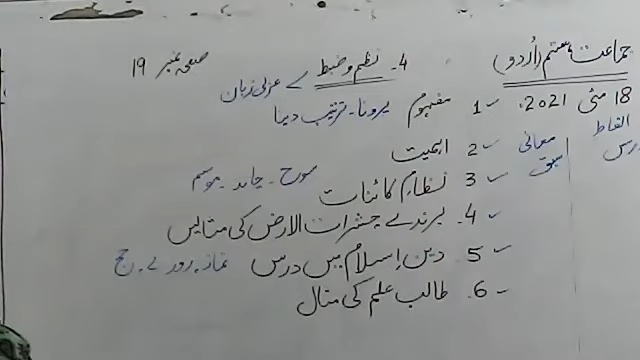 جماعت ہشتم (اُردو) 4۔ نظم و ضبط ے عربی زبان صفحہ نمبر 19
18 مئی 2021ء 1 مفہوم پرونا۔ ترتیب دینا
الفاظ معانی 2 اہمیت
درس سبق 3 نظامِ کائنات سورج۔ چاند۔ موسم
4۔ پرندے حشرات الارض کی مثالیں
5۔ دینِ اسلام میں درس نماز۔ روزے۔ حج
6۔ طالب علم کی مثال